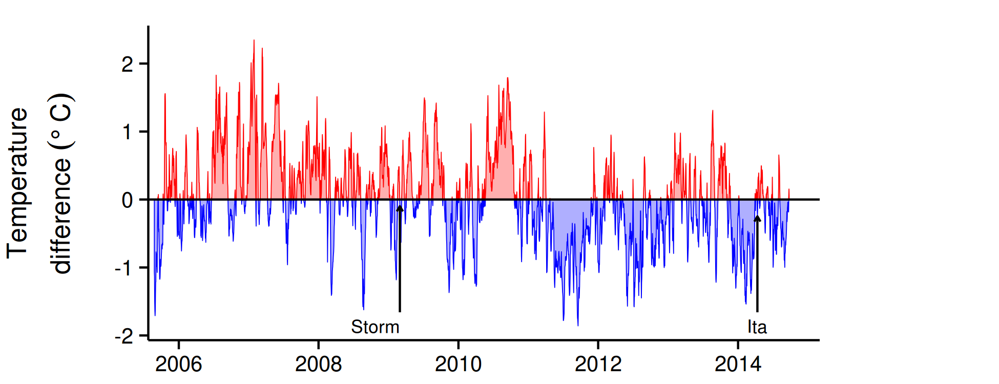 Temperature
difference (° C)
2
1
0
-1
-2
Storm
Ita
2006
2008
2010
2012
2014